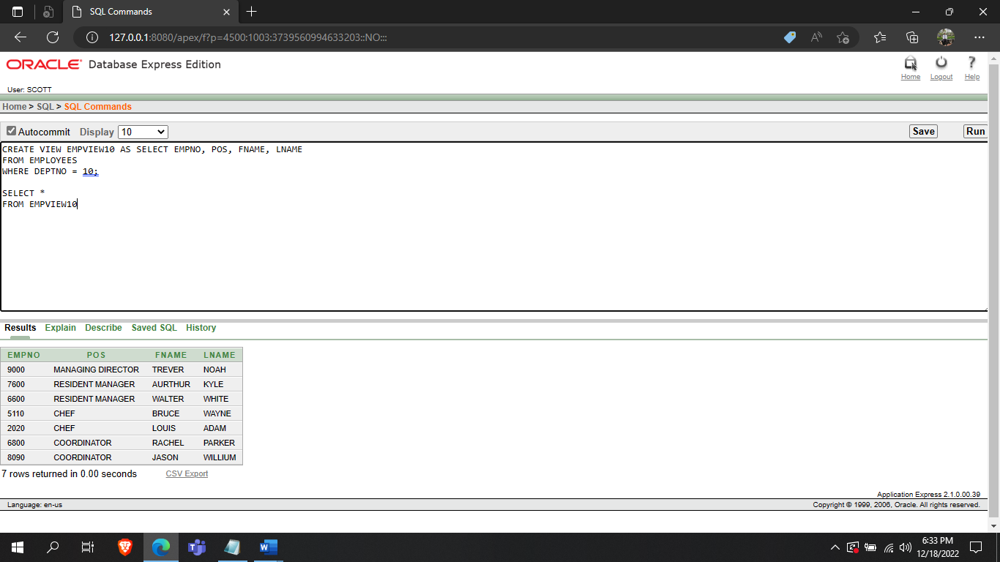 SQL Commands
127.0.0.1:8080/apex/f?p=4500:1003:3739560994633203::NO:::
ORACLE Database Express Edition
Home Logout Help
User: SCOTT
Home > SQL > SQL Commands
Autocommit Display 10 Save Run
CREATE VIEW EMPVIEW10 AS SELECT EMPNO, POS, FNAME, LNAME
FROM EMPLOYEES
WHERE DEPTNO = 10;
SELECT *
FROM EMPVIEW10
Results Explain Describe Saved SQL History
EMPNO POS FNAME LNAME
9000 MANAGING DIRECTOR TREVER NOAH
7600 RESIDENT MANAGER AURTHUR KYLE
6600 RESIDENT MANAGER WALTER WHITE
5110 CHEF BRUCE WAYNE
2020 CHEF LOUIS ADAM
6800 COORDINATOR RACHEL PARKER
8090 COORDINATOR JASON WILLIUM
7 rows returned in 0.00 seconds CSV Export
Application Express 2.1.0.00.39
Language: en-us Copyright © 1999, 2006, Oracle. All rights reserved.
6:33 PM
12/18/2022